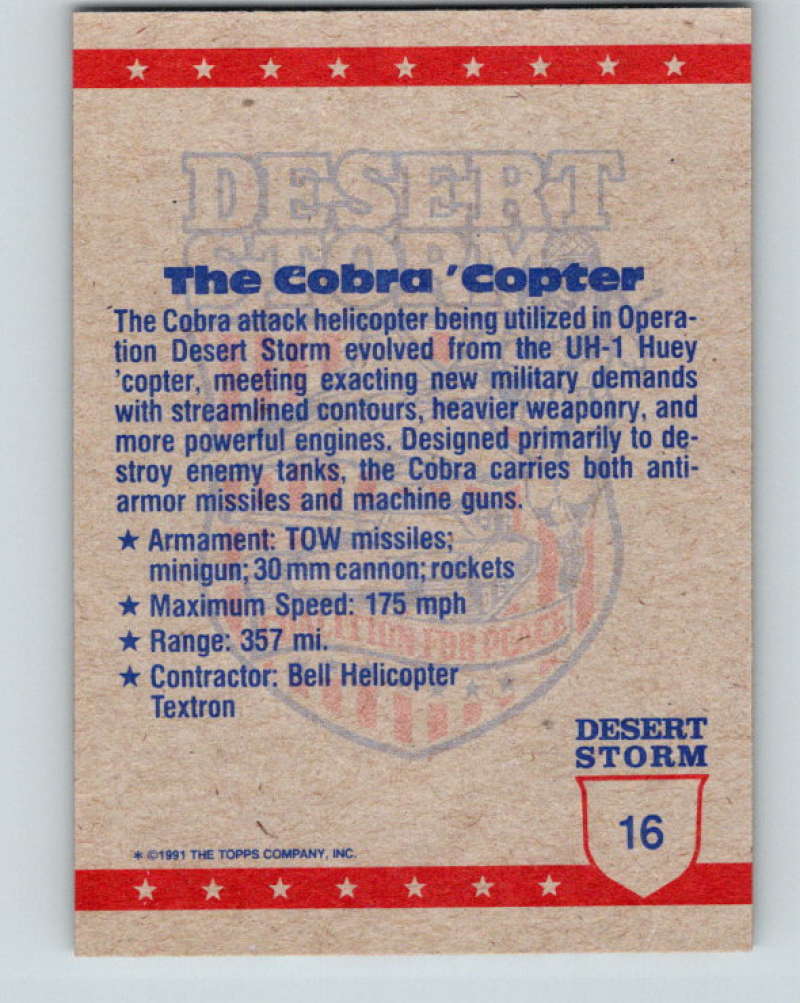 DESERT
STORM
The Cobra 'Copter
The Cobra attack helicopter being utilized in Opera-
tion Desert Storm evolved from the UH-1 Huey
'copter, meeting exacting new military demands
with streamlined contours, heavier weaponry, and
more powerful engines. Designed primarily to de-
stroy enemy tanks, the Cobra carries both anti-
armor missiles and machine guns.
★ Armament: TOW missiles;
minigun; 30 mm cannon; rockets
★ Maximum Speed: 175 mph
★ Range: 357 mi.
COALITION FOR PEACE
★ Contractor: Bell Helicopter
Textron
DESERT
STORM
16
* ©1991 THE TOPPS COMPANY, INC.